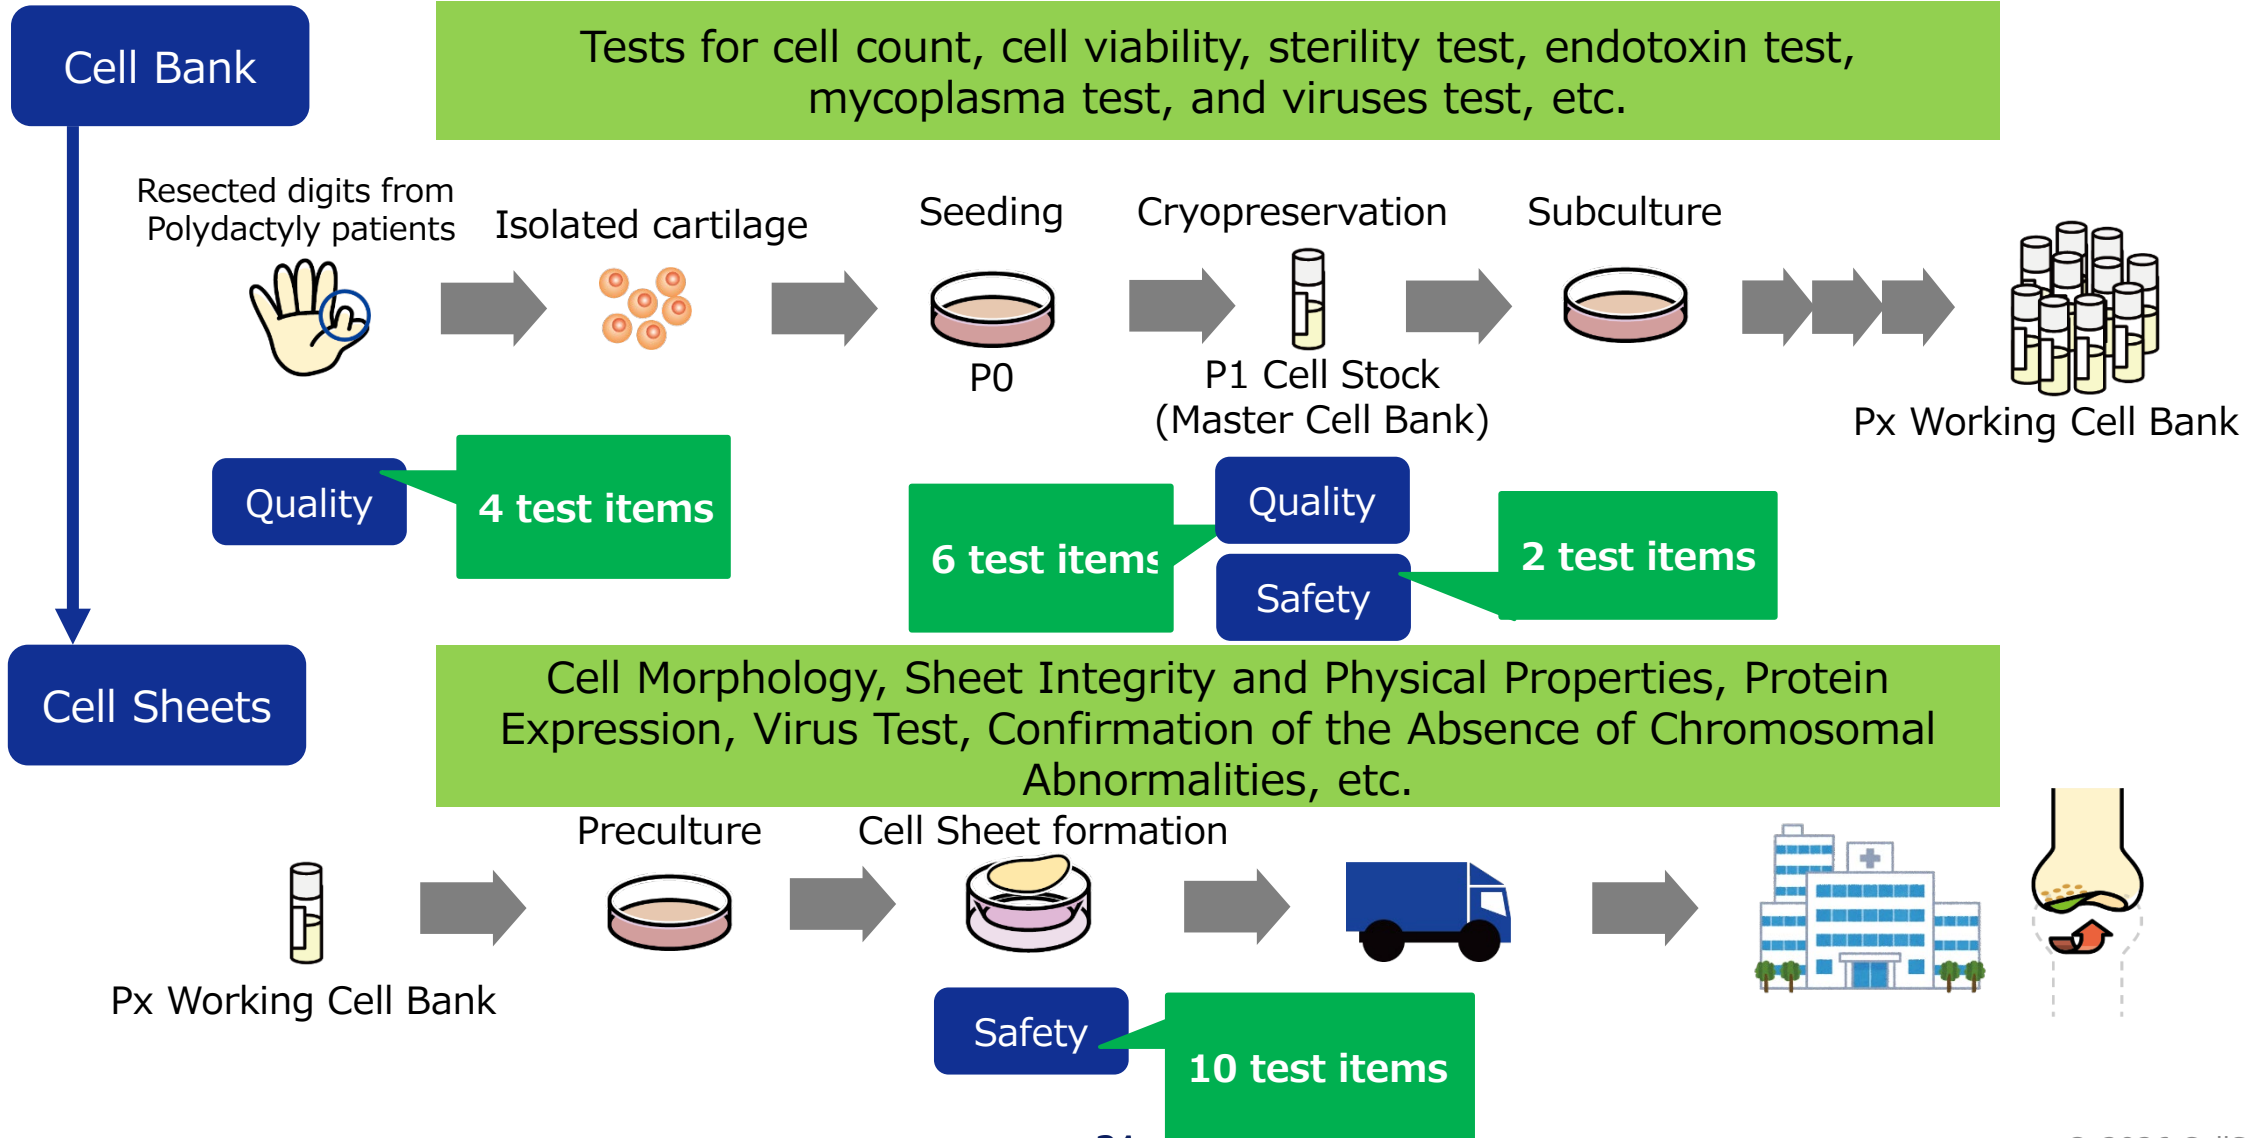 Cell Bank
Tests for cell count, cell viability, sterility test, endotoxin test,
mycoplasma test, and viruses test, etc.
Resected digits from
Polydactyly patients
Isolated cartilage
Seeding
Cryopreservation
Subculture
P0
P1 Cell Stock
(Master Cell Bank)
Px Working Cell Bank
Quality
4 test items
6 test items
Quality
Safety
2 test items
Cell Sheets
Cell Morphology, Sheet Integrity and Physical Properties, Protein
Expression, Virus Test, Confirmation of the Absence of Chromosomal
Abnormalities, etc.
Preculture
Cell Sheet formation
Px Working Cell Bank
Safety
10 test items